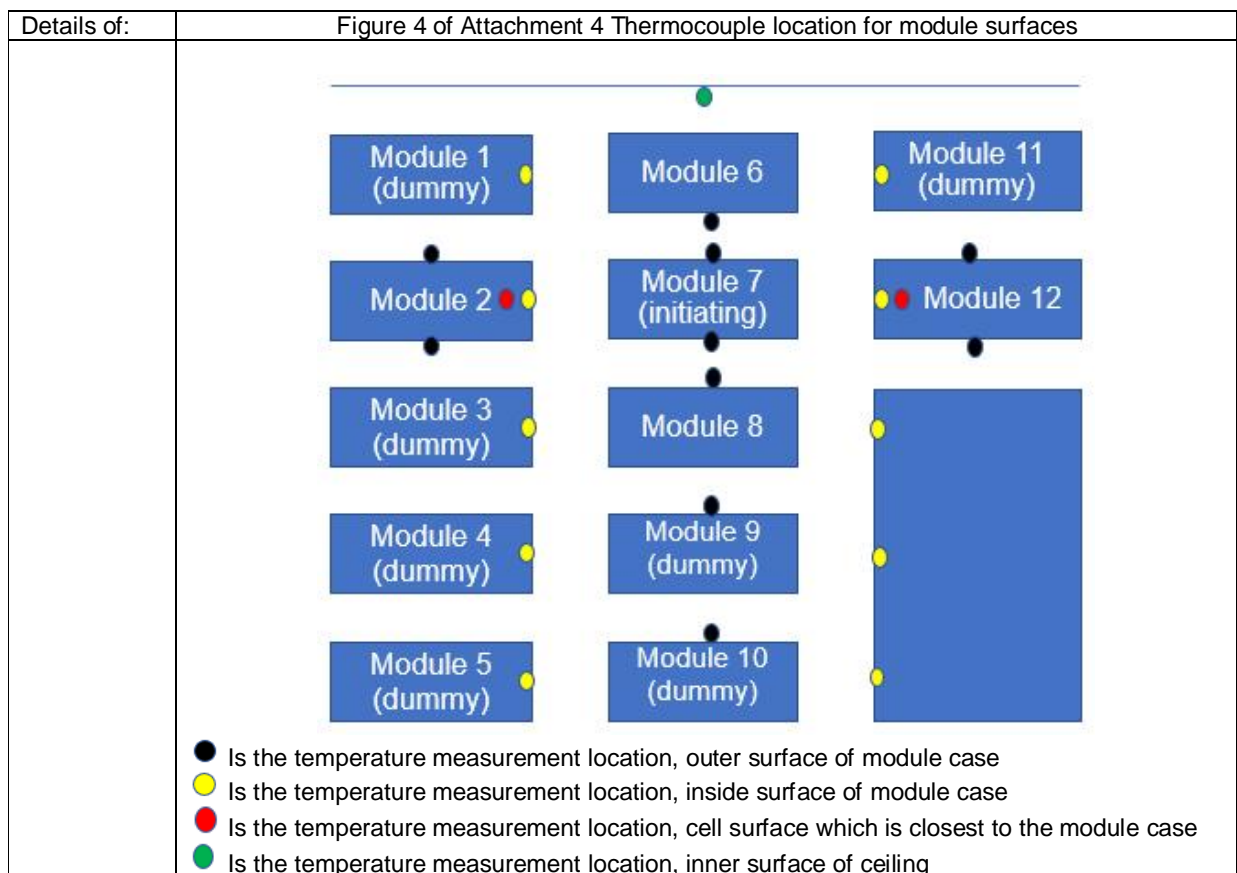 Details of:
Figure 4 of Attachment 4 Thermocouple location for module surfaces
Module 1
(dummy)
Module 6
Module 11
(dummy)
Module 2
Module 7
(initiating)
Module 12
Module 3
(dummy)
Module 8
Module 4
(dummy)
Module 9
(dummy)
Module 5
(dummy)
Module 10
(dummy)
Is the temperature measurement location, outer surface of module case
Is the temperature measurement location, inside surface of module case
Is the temperature measurement location, cell surface which is closest to the module case
Is the temperature measurement location, inner surface of ceiling